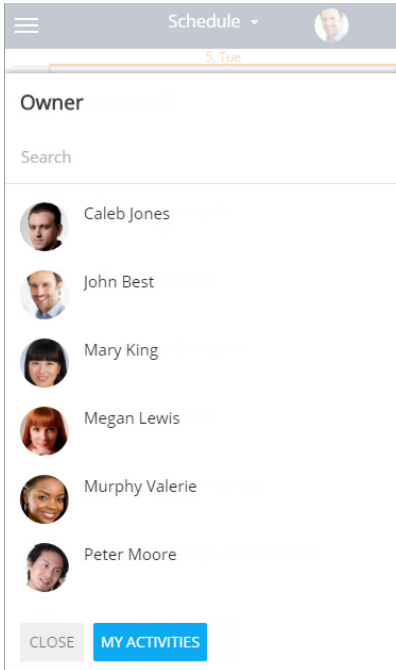 Schedule
5, Tue
Owner
Search
Caleb Jones
John Best
Mary King
Megan Lewis
Murphy Valerie
Peter Moore
CLOSE MY ACTIVITIES